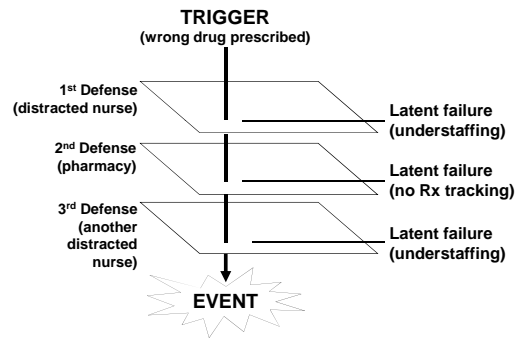 TRIGGER
(wrong drug prescribed)
1st Defense
(distracted nurse)
Latent failure
(understaffing)
2nd Defense
(pharmacy)
Latent failure
(no Rx tracking)
3rd Defense
(another
distracted
nurse)
Latent failure
(understaffing)
EVENT